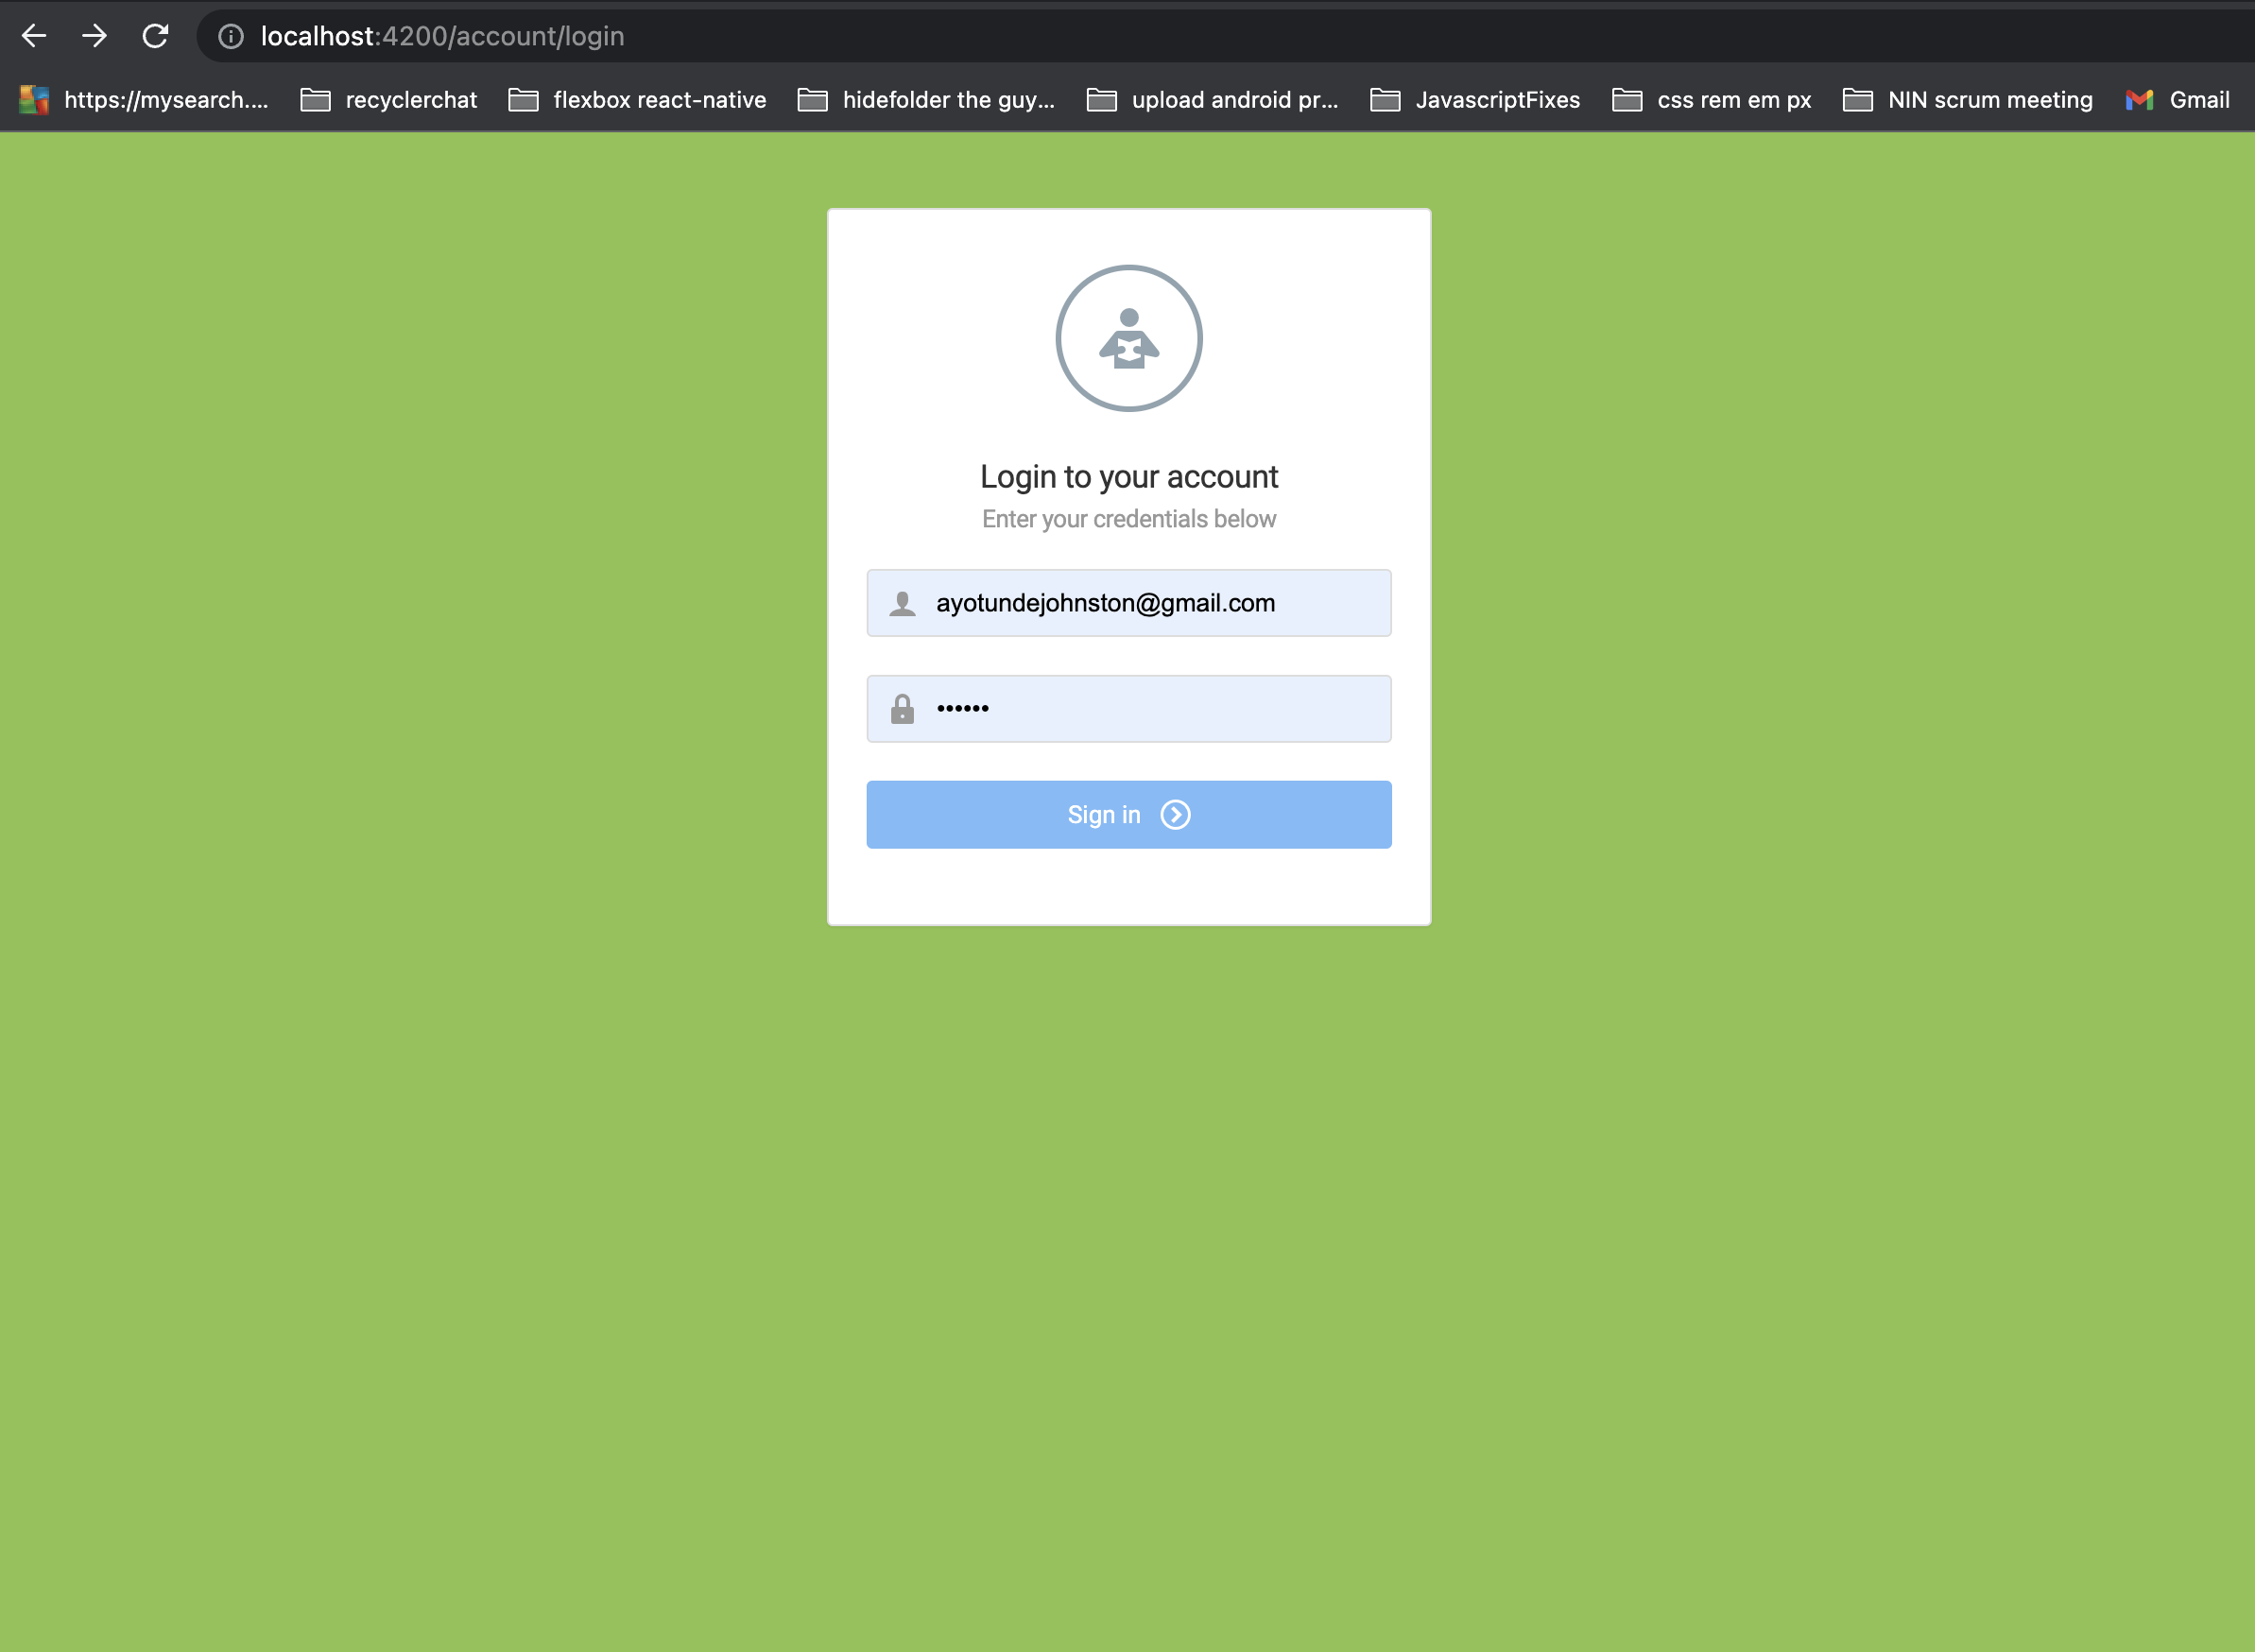 localhost:4200/account/login
https://mysearch.... recyclerchat flexbox react-native hidefolder the guy... upload android pr... JavascriptFixes css rem em px NIN scrum meeting Gmail
Login to your account
Enter your credentials below
ayotundejohnston@gmail.com
••••••
Sign in